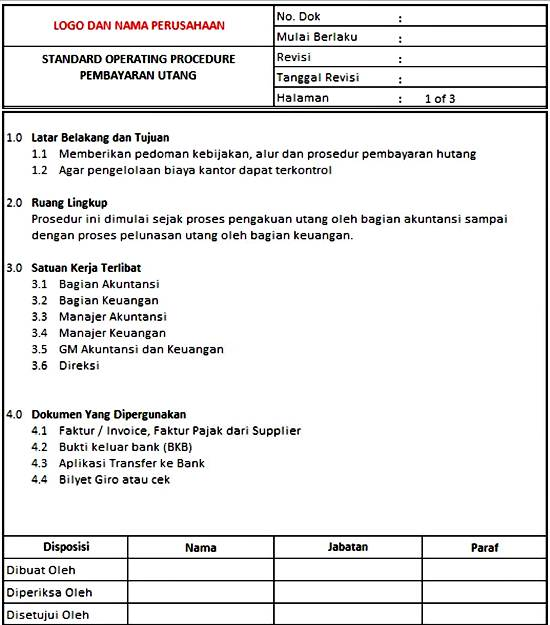 LOGO DAN NAMA PERUSAHAAN
No. Dok :
Mulai Berlaku :
STANDARD OPERATING PROCEDURE
PEMBAYARAN UTANG
Revisi :
Tanggal Revisi :
Halaman : 1 of 3
1.0 Latar Belakang dan Tujuan
1.1 Memberikan pedoman kebijakan, alur dan prosedur pembayaran hutang
1.2 Agar pengelolaan biaya kantor dapat terkontrol
2.0 Ruang Lingkup
Prosedur ini dimulai sejak proses pengakuan utang oleh bagian akuntansi sampai
dengan proses pelunasan utang oleh bagian keuangan.
3.0 Satuan Kerja Terlibat
3.1 Bagian Akuntansi
3.2 Bagian Keuangan
3.3 Manajer Akuntansi
3.4 Manajer Keuangan
3.5 GM Akuntansi dan Keuangan
3.6 Direksi
4.0 Dokumen Yang Dipergunakan
4.1 Faktur / Invoice, Faktur Pajak dari Supplier
4.2 Bukti keluar bank (BKB)
4.3 Aplikasi Transfer ke Bank
4.4 Bilyet Giro atau cek
Disposisi Nama Jabatan Paraf
Dibuat Oleh
Diperiksa Oleh
Disetujui Oleh